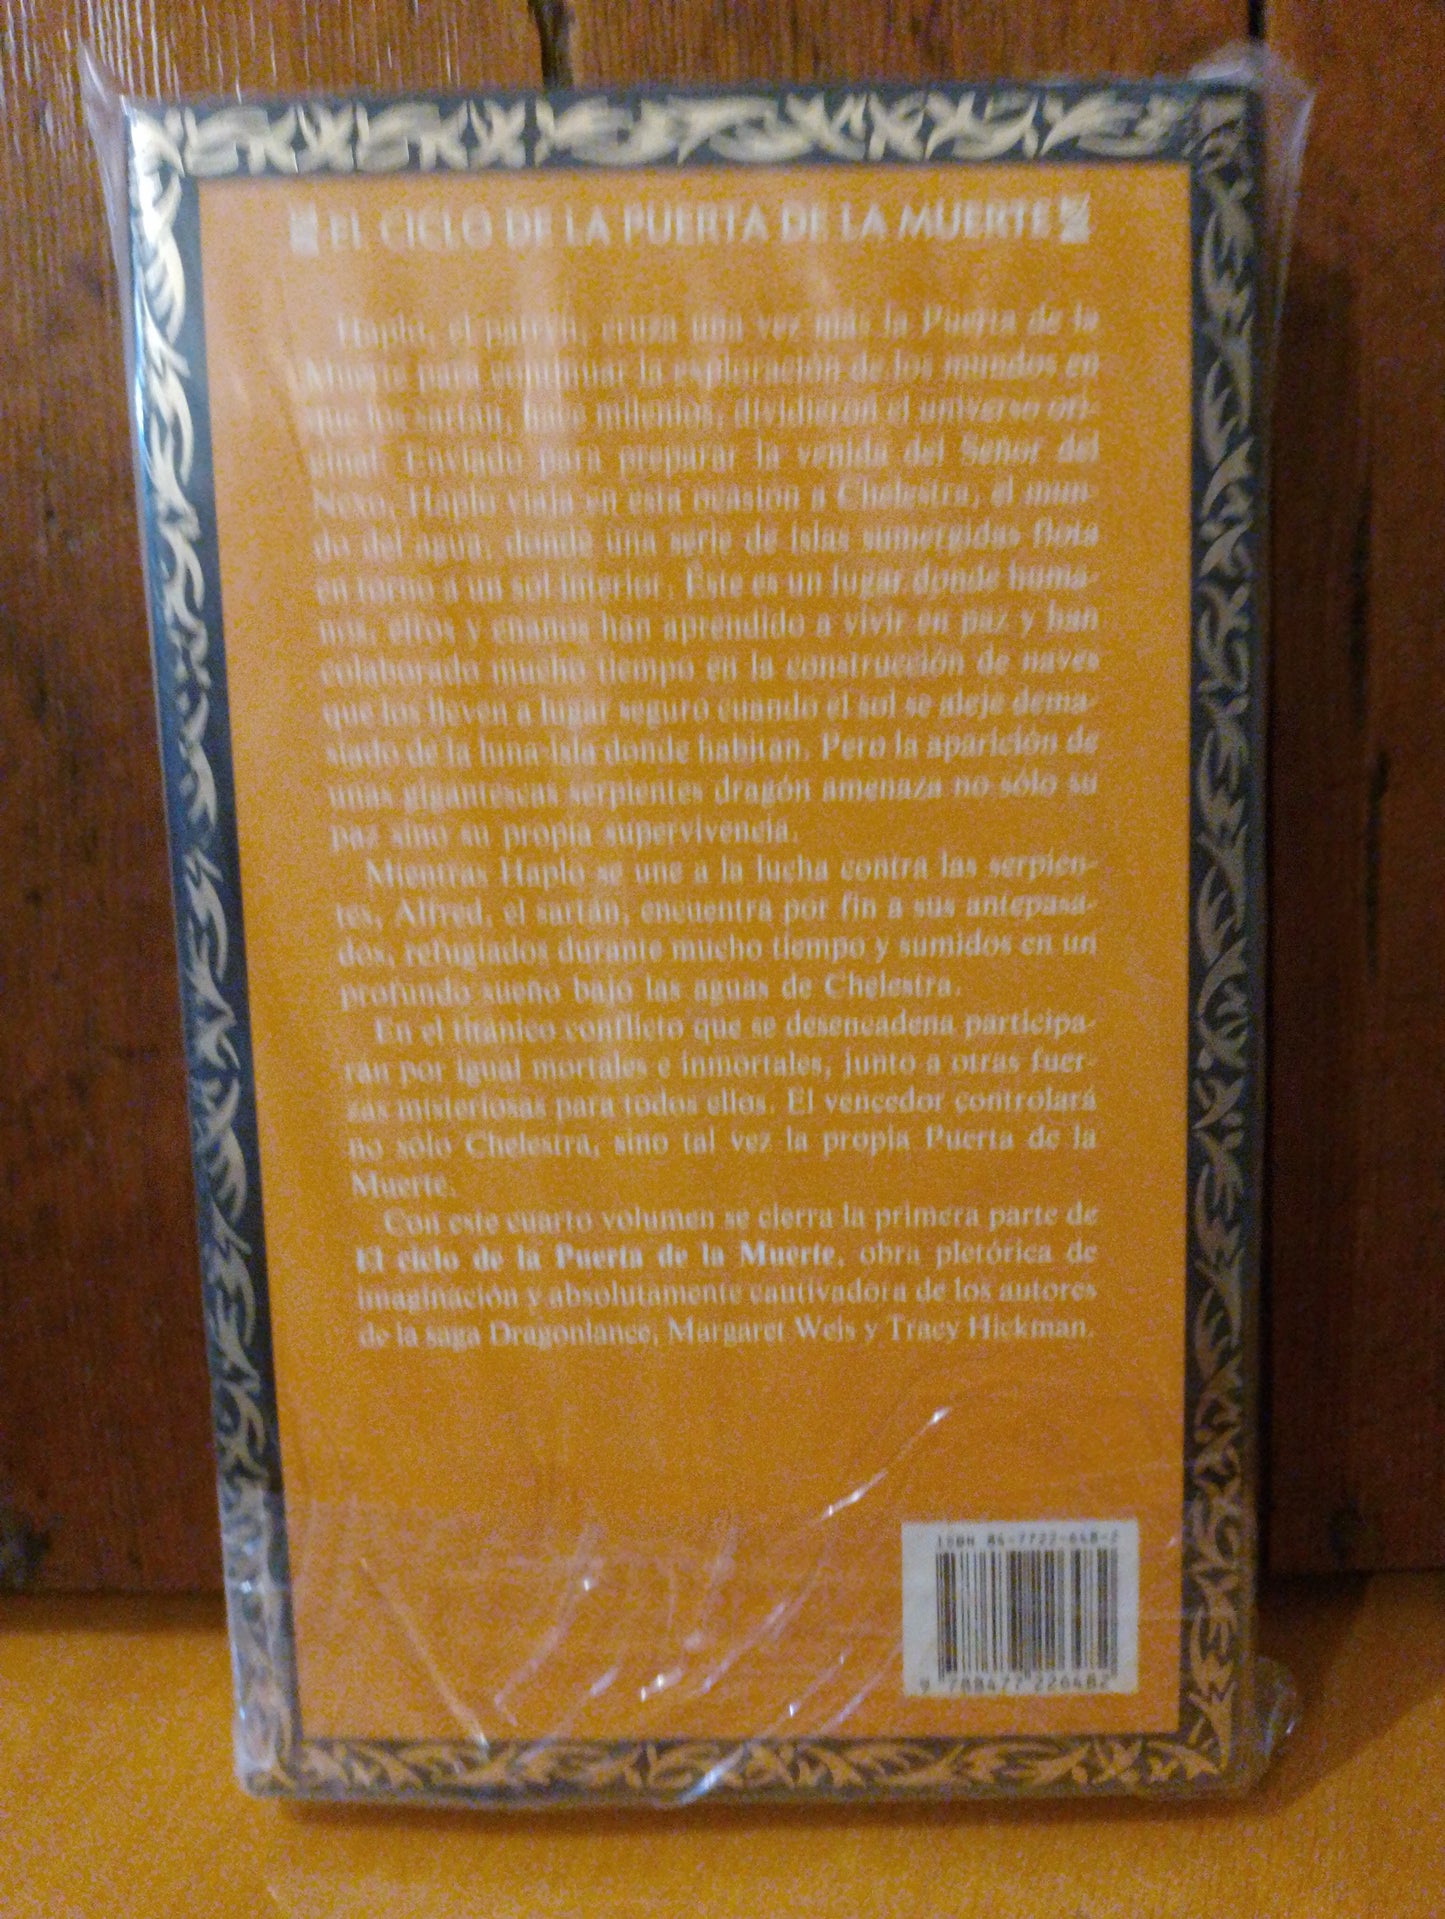 EL CICLO DE LA PUERTA DE LA MUERTE
Haplo, el patryn, cruza una vez más la Puerta de la
Muerte para continuar la exploración de los mundos en
que los sartán, hace milenios, dividieron el universo ori-
ginal. Enviado para preparar la venida del Señor del
Nexo, Haplo viaja en esta ocasión a Chelestra, el mun-
do del agua, donde una serie de islas sumergidas flota
en torno a un sol interior. Éste es un lugar donde huma-
nos, elfos y enanos han aprendido a vivir en paz y han
colaborado mucho tiempo en la construcción de naves
que los lleven a lugar seguro cuando el sol se aleje dema-
siado de la luna-isla donde habitan. Pero la aparición de
unas gigantescas serpientes dragón amenaza no sólo su
paz sino su propia supervivencia.
Mientras Haplo se une a la lucha contra las serpien-
tes, Alfred, el sartán, encuentra por fin a sus antepasa-
dos, refugiados durante mucho tiempo y sumidos en un
profundo sueño bajo las aguas de Chelestra.
En el titánico conflicto que se desencadena participa-
rán por igual mortales e inmortales, junto a otras fuer-
zas misteriosas para todos ellos. El vencedor controlará
no sólo Chelestra, sino tal vez la propia Puerta de la
Muerte.
Con este cuarto volumen se cierra la primera parte de
El ciclo de la Puerta de la Muerte, obra pletórica de
imaginación y absolutamente cautivadora de los autores
de la saga Dragonlance, Margaret Weis y Tracy Hickman.
ISBN 84-7722-648-2
9 788477 226482